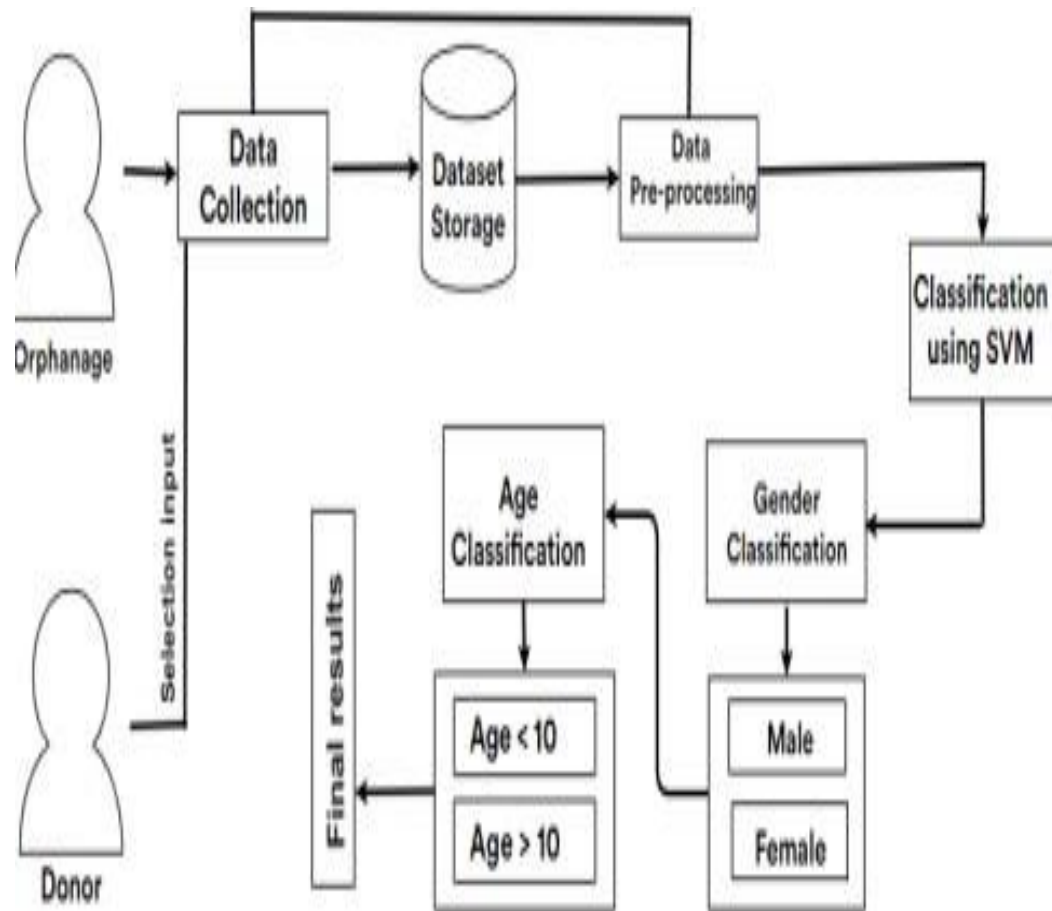 Data
Collection
Dataset
Storage
Data
Pre-processing
Orphanage
Classification
using SVM
Selection input
Age
Classification
Gender
Classification
Final results
Age < 10
Age > 10
Male
Female
Donor